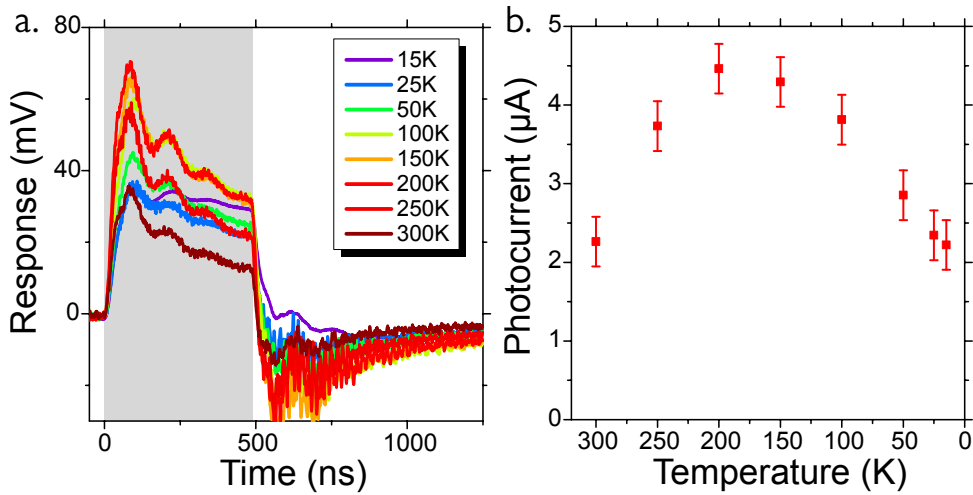 a.
80
40
0
Response (mV)
0
500
1000
Time (ns)
15K
25K
50K
100K
150K
200K
250K
300K
b.
5
4
3
2
1
0
Photocurrent (µA)
300
250
200
150
100
50
0
Temperature (K)